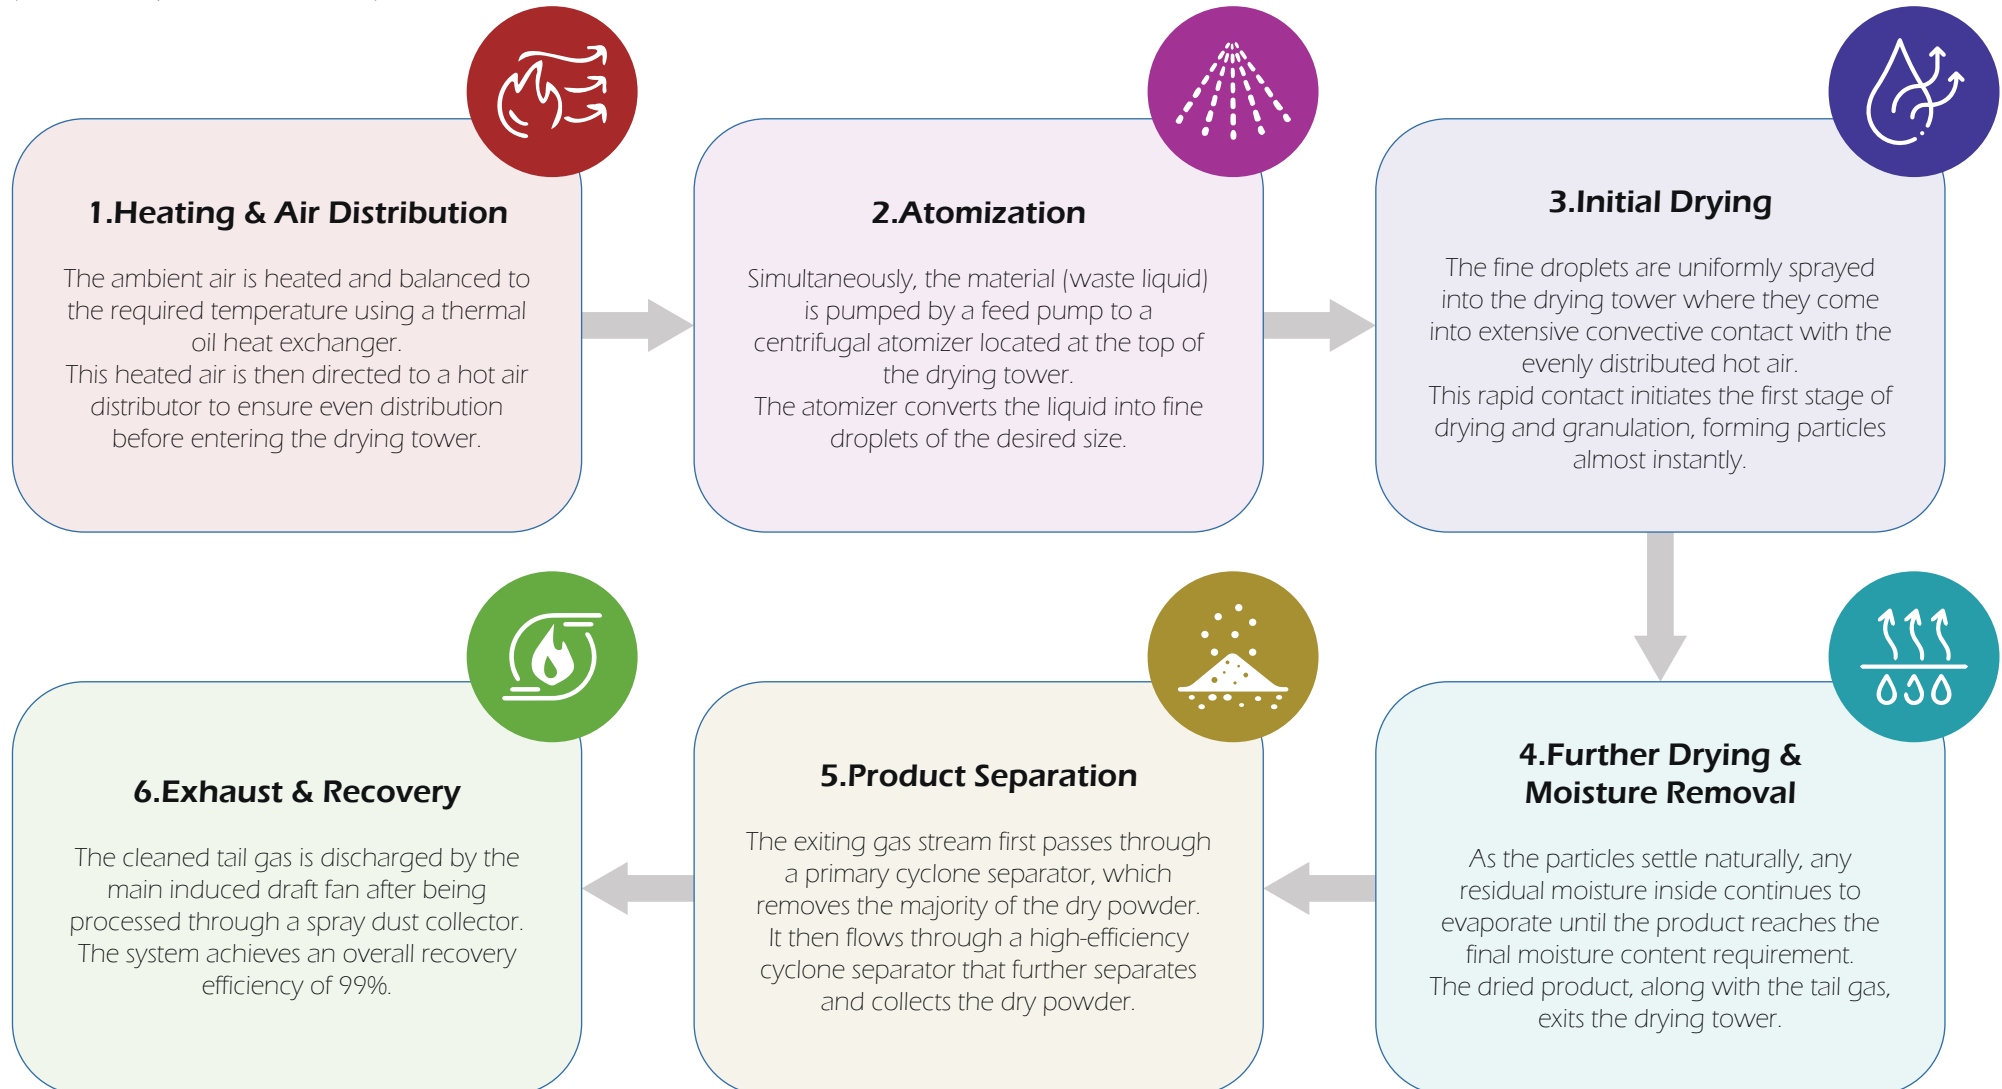 1.Heating & Air Distribution
The ambient air is heated and balanced to
the required temperature using a thermal
oil heat exchanger.
This heated air is then directed to a hot air
distributor to ensure even distribution
before entering the drying tower.
2.Atomization
Simultaneously, the material (waste liquid)
is pumped by a feed pump to a
centrifugal atomizer located at the top of
the drying tower.
The atomizer converts the liquid into fine
droplets of the desired size.
3.Initial Drying
The fine droplets are uniformly sprayed
into the drying tower where they come
into extensive convective contact with the
evenly distributed hot air.
This rapid contact initiates the first stage of
drying and granulation, forming particles
almost instantly.
4.Further Drying &
Moisture Removal
As the particles settle naturally, any
residual moisture inside continues to
evaporate until the product reaches the
final moisture content requirement.
The dried product, along with the tail gas,
exits the drying tower.
5.Product Separation
The exiting gas stream first passes through
a primary cyclone separator, which
removes the majority of the dry powder.
It then flows through a high-efficiency
cyclone separator that further separates
and collects the dry powder.
6.Exhaust & Recovery
The cleaned tail gas is discharged by the
main induced draft fan after being
processed through a spray dust collector.
The system achieves an overall recovery
efficiency of 99%.